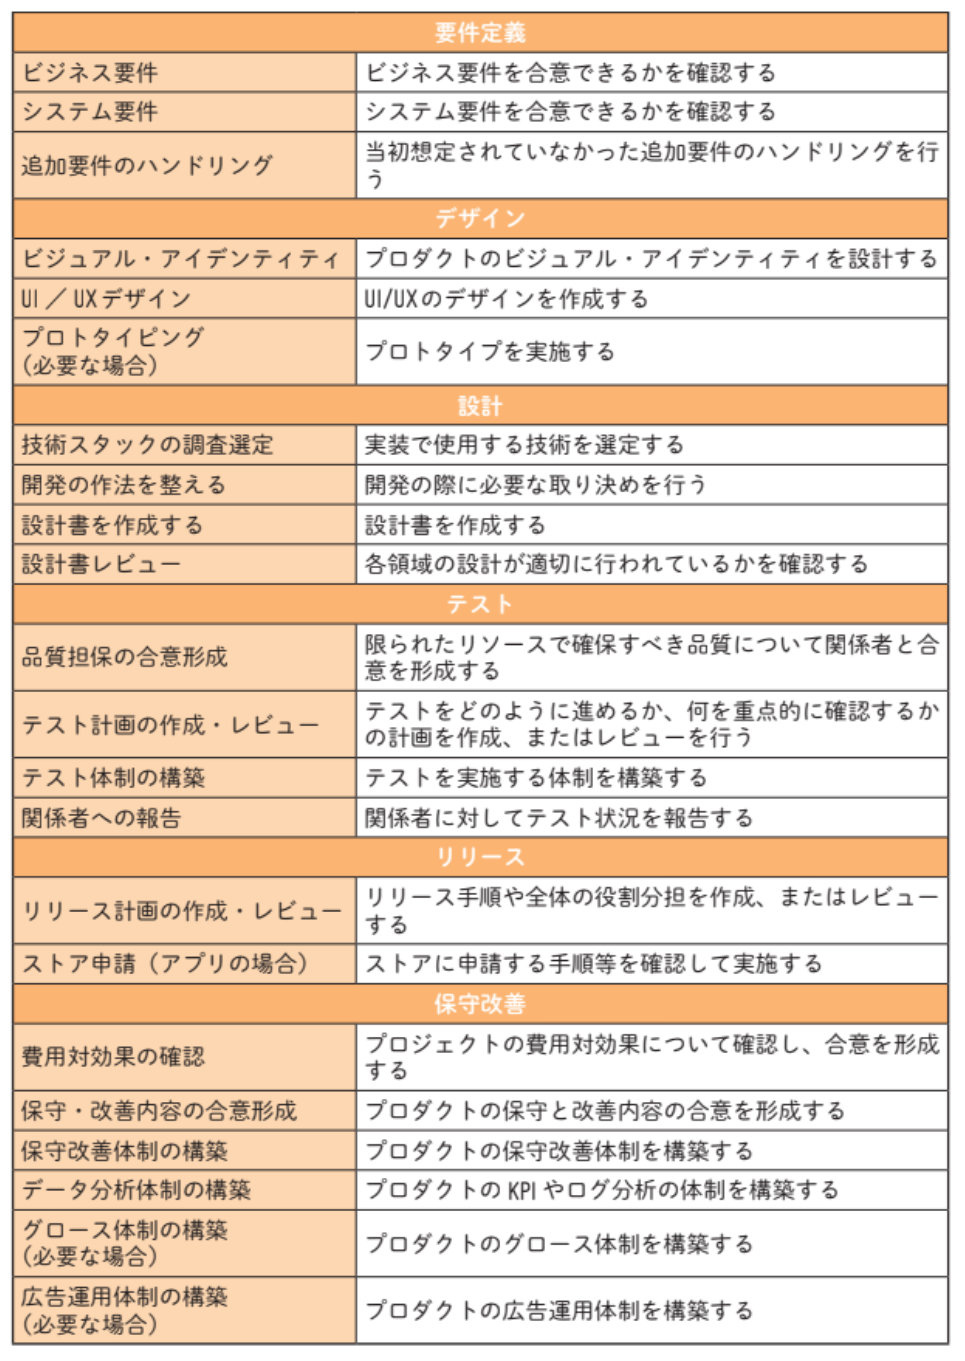 要件定義
ビジネス要件
ビジネス要件を合意できるかを確認する
システム要件
システム要件を合意できるかを確認する
追加要件のハンドリング
当初想定されていなかった追加要件のハンドリングを行
う
デザイン
ビジュアル・アイデンティティ
プロダクトのビジュアル・アイデンティティを設計する
UI ／ UXデザイン
UI/UXのデザインを作成する
プロトタイピング
(必要な場合)
プロトタイプを実施する
設計
技術スタックの調査選定
実装で使用する技術を選定する
開発の作法を整える
開発の際に必要な取り決めを行う
設計書を作成する
設計書を作成する
設計書レビュー
各領域の設計が適切に行われているかを確認する
テスト
品質担保の合意形成
限られたリソースで確保すべき品質について関係者と合
意を形成する
テスト計画の作成・レビュー
テストをどのように進めるか、何を重点的に確認するか
の計画を作成、またはレビューを行う
テスト体制の構築
テストを実施する体制を構築する
関係者への報告
関係者に対してテスト状況を報告する
リリース
リリース計画の作成・レビュー
リリース手順や全体の役割分担を作成、またはレビュー
する
ストア申請（アプリの場合）
ストアに申請する手順等を確認して実施する
保守改善
費用対効果の確認
プロジェクトの費用対効果について確認し、合意を形成
する
保守・改善内容の合意形成
プロダクトの保守と改善内容の合意を形成する
保守改善体制の構築
プロダクトの保守改善体制を構築する
データ分析体制の構築
プロダクトの KPI やログ分析の体制を構築する
グロース体制の構築
(必要な場合)
プロダクトのグロース体制を構築する
広告運用体制の構築
(必要な場合)
プロダクトの広告運用体制を構築する